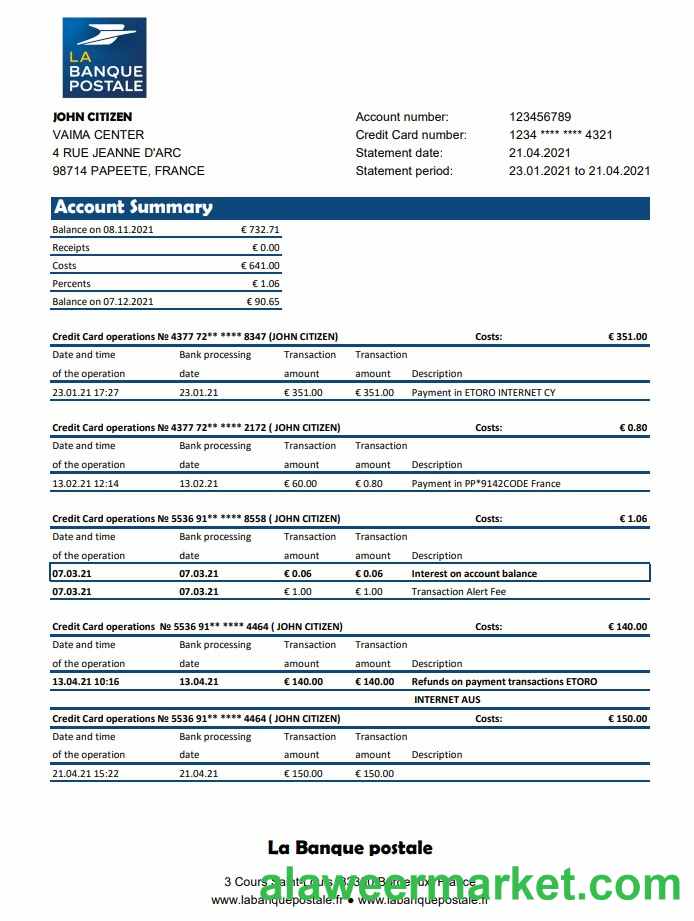 LA
BANQUE
POSTALE
JOHN CITIZEN
VAIMA CENTER
4 RUE JEANNE D'ARC
98714 PAPEETE, FRANCE
Account number: 123456789
Credit Card number: 1234 **** **** 4321
Statement date: 21.04.2021
Statement period: 23.01.2021 to 21.04.2021
Account Summary
Balance on 08.11.2021 € 732.71
Receipts € 0.00
Costs € 641.00
Percents € 1.06
Balance on 07.12.2021 € 90.65
Credit Card operations № 4377 72** **** 8347 (JOHN CITIZEN) Costs: € 351.00
Date and time Bank processing Transaction Transaction
of the operation date amount amount Description
23.01.21 17:27 23.01.21 € 351.00 € 351.00 Payment in ETORO INTERNET CY
Credit Card operations № 4377 72** **** 2172 ( JOHN CITIZEN) Costs: € 0.80
Date and time Bank processing Transaction Transaction
of the operation date amount amount Description
13.02.21 12:14 13.02.21 € 60.00 € 0.80 Payment in PP*9142CODE France
Credit Card operations № 5536 91** **** 8558 ( JOHN CITIZEN) Costs: € 1.06
Date and time Bank processing Transaction Transaction
of the operation date amount amount Description
07.03.21 07.03.21 € 0.06 € 0.06 Interest on account balance
07.03.21 07.03.21 € 1.00 € 1.00 Transaction Alert Fee
Credit Card operations № 5536 91** **** 4464 ( JOHN CITIZEN) Costs: € 140.00
Date and time Bank processing Transaction Transaction
of the operation date amount amount Description
13.04.21 10:16 13.04.21 € 140.00 € 140.00 Refunds on payment transactions ETORO
INTERNET AUS
Credit Card operations № 5536 91** **** 4464 ( JOHN CITIZEN) Costs: € 150.00
Date and time Bank processing Transaction Transaction
of the operation date amount amount Description
21.04.21 15:22 21.04.21 € 150.00 € 150.00
La Banque postale
3 Cours Saint-Louis, Bordeaux, France
alaweermarket.com
www.labanquepostale.fr ● www.labanquepostale.fr